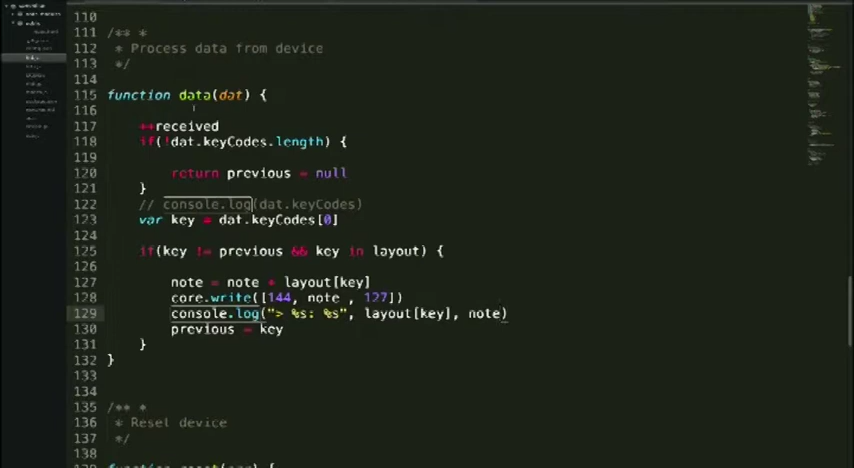 110
111 /** *
112 * Process data from device
113 */
114
115 function data(dat) {
116
117 ++received
118 if(!dat.keyCodes.length) {
119
120 return previous = null
121 }
122 // console.log(dat.keyCodes)
123 var key = dat.keyCodes[0]
124
125 if(key != previous && key in layout) {
126
127 note = note + layout[key]
128 core.write([144, note , 127])
129 console.log("> %s: %s", layout[key], note)
130 previous = key
131 }
132 }
133
134
135 /** *
136 * Reset device
137 */
138